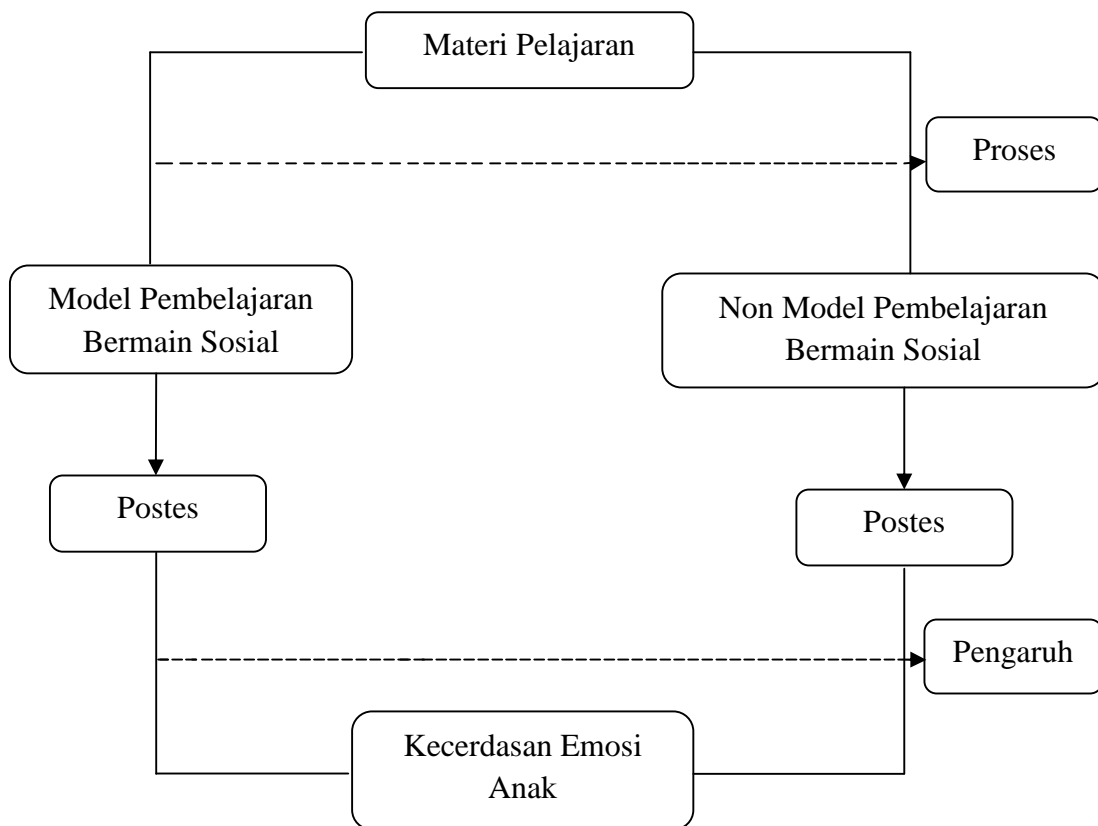 Materi Pelajaran
Proses
Model Pembelajaran
Bermain Sosial
Non Model Pembelajaran
Bermain Sosial
Postes
Postes
Pengaruh
Kecerdasan Emosi
Anak